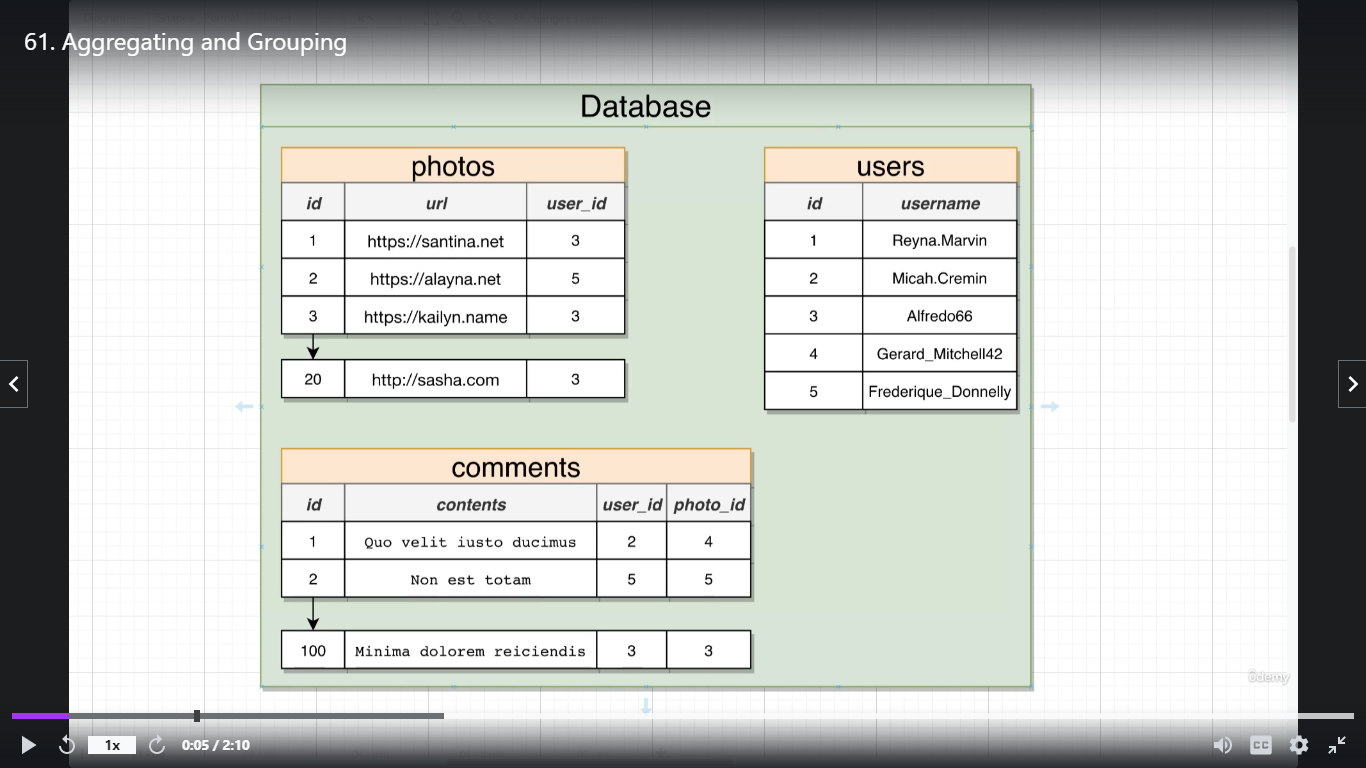 61. Aggregating and Grouping
Database
photos
id url user_id
1 https://santina.net 3
2 https://alayna.net 5
3 https://kailyn.name 3
20 http://sasha.com 3
users
id username
1 Reyna.Marvin
2 Micah.Cremin
3 Alfredo66
4 Gerard_Mitchell42
5 Frederique_Donnelly
comments
id contents user_id photo_id
1 Quo velit iusto ducimus 2 4
2 Non est totam 5 5
100 Minima dolorem reiciendis 3 3
ûdemy
1x 0:05 / 2:10 CC